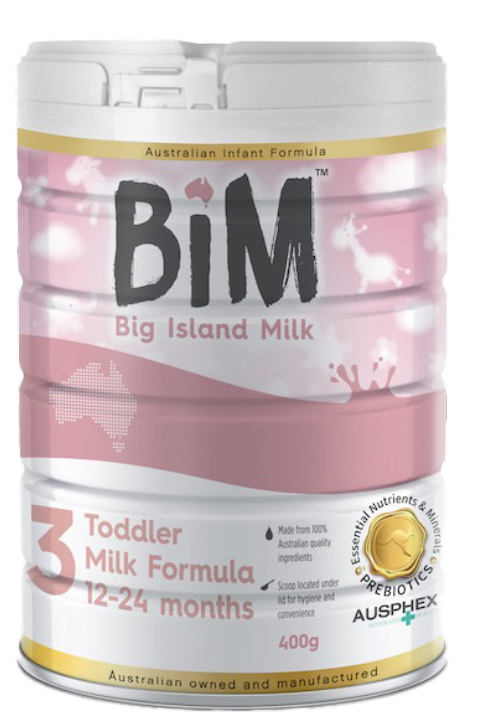 Australian Infant Formula
BiM™
Big Island Milk
3
Toddler
Milk Formula
12-24 months
Made from 100%
Australian quality
ingredients
Scoop located under
lid for hygiene and
convenience
400g
Essential Nutrients & Minerals
• PREBIOTICS •
AUSPHEX
Australian owned and manufactured